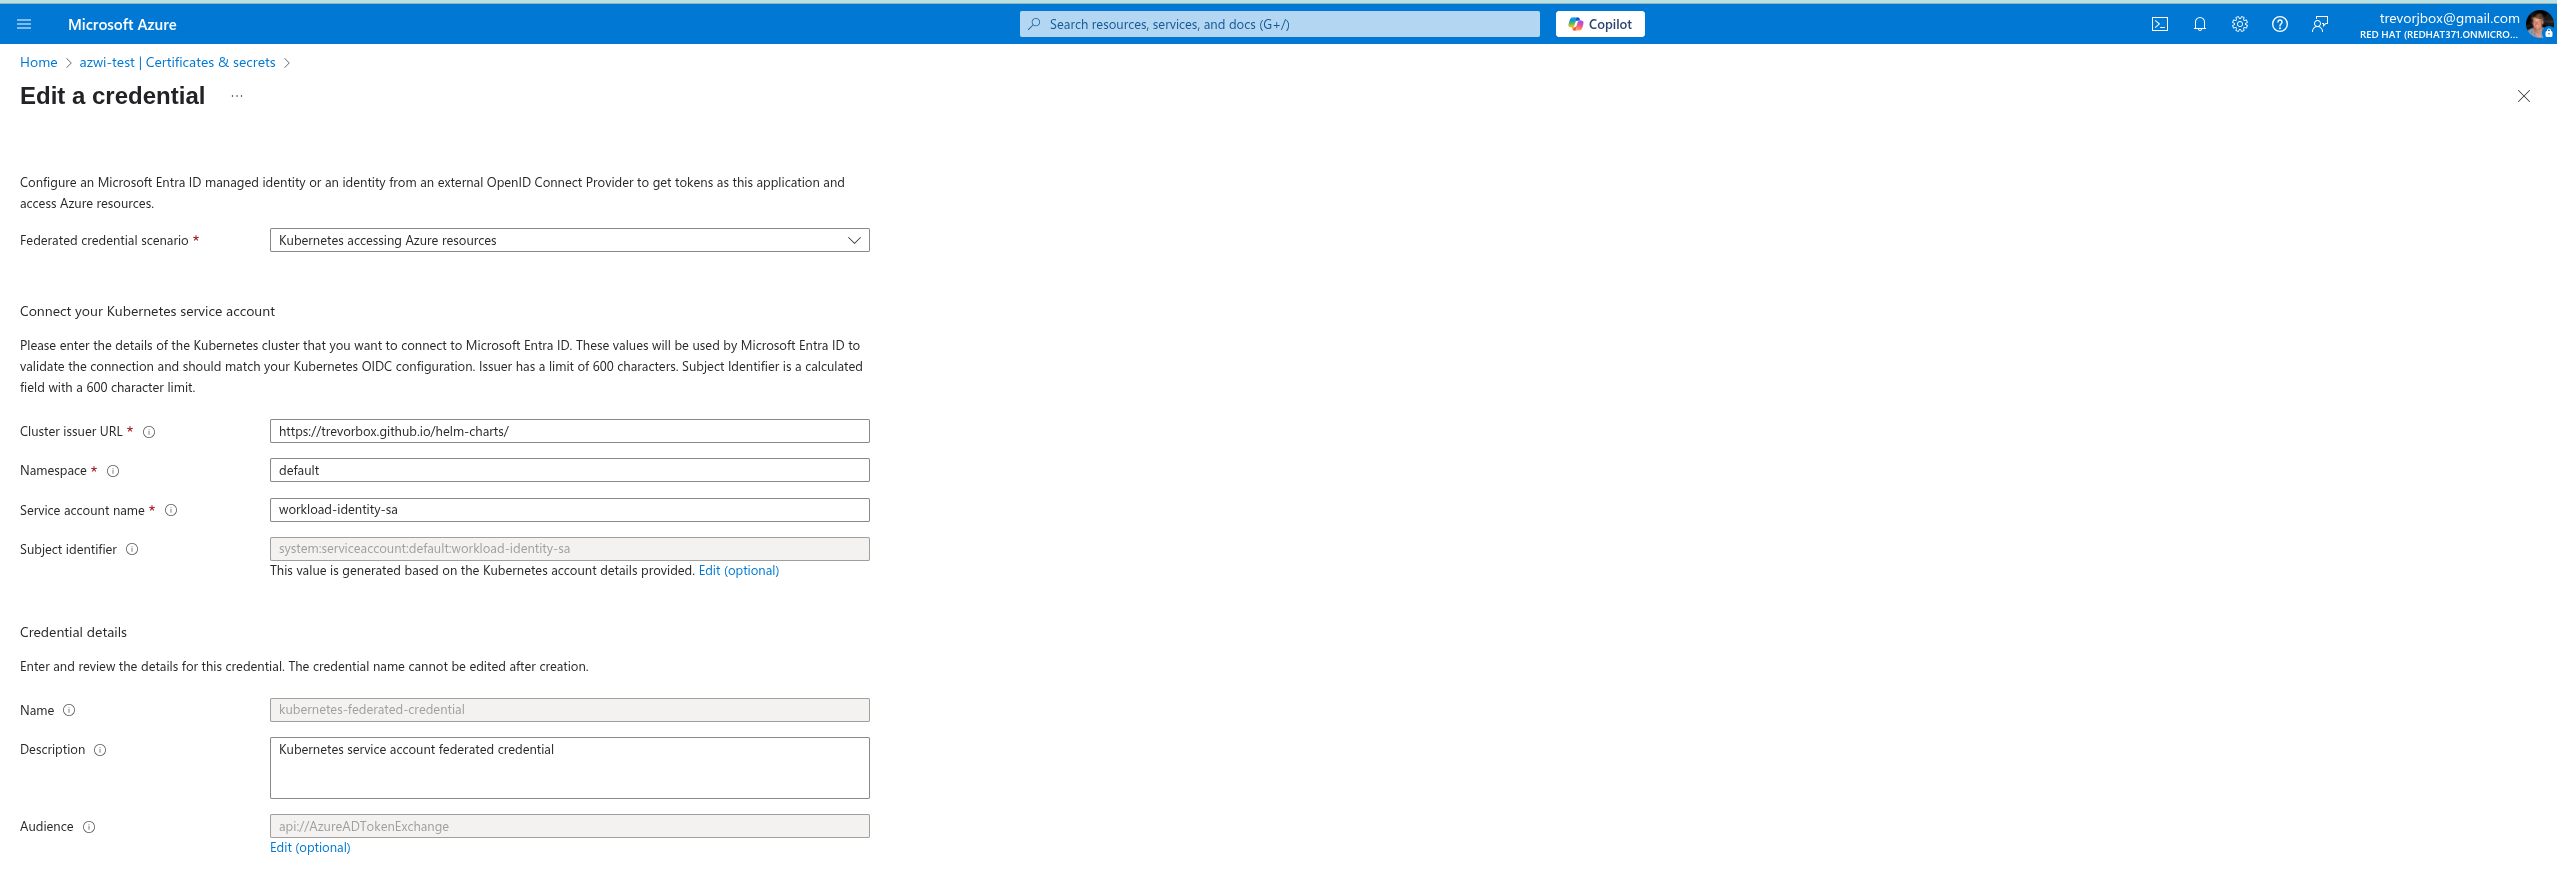 Microsoft Azure
Search resources, services, and docs (G+/)
Copilot
trevorjbox@gmail.com
RED HAT (REDHAT371.ONMICRO...
Home > azwi-test | Certificates & secrets >
Edit a credential ...
Configure an Microsoft Entra ID managed identity or an identity from an external OpenID Connect Provider to get tokens as this application and
access Azure resources.
Federated credential scenario * Kubernetes accessing Azure resources
Connect your Kubernetes service account
Please enter the details of the Kubernetes cluster that you want to connect to Microsoft Entra ID. These values will be used by Microsoft Entra ID to
validate the connection and should match your Kubernetes OIDC configuration. Issuer has a limit of 600 characters. Subject Identifier is a calculated
field with a 600 character limit.
Cluster issuer URL * https://trevorbox.github.io/helm-charts/
Namespace * default
Service account name * workload-identity-sa
Subject identifier system:serviceaccount:default:workload-identity-sa
This value is generated based on the Kubernetes account details provided. Edit (optional)
Credential details
Enter and review the details for this credential. The credential name cannot be edited after creation.
Name kubernetes-federated-credential
Description Kubernetes service account federated credential
Audience api://AzureADTokenExchange
Edit (optional)